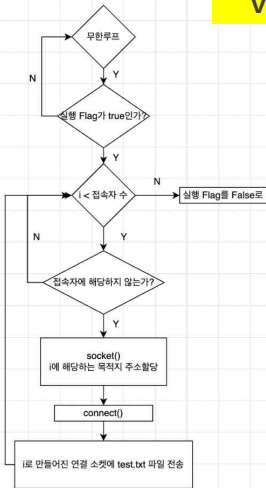 V
무한루프
N
Y
실행 Flag가 true인가?
Y
i < 접속자 수
N
실행 Flag를 False로
N
Y
접속자에 해당하지 않는가?
Y
socket()
i에 해당하는 목적지 주소할당
connect()
i로 만들어진 연결 소켓에 test.txt 파일 전송